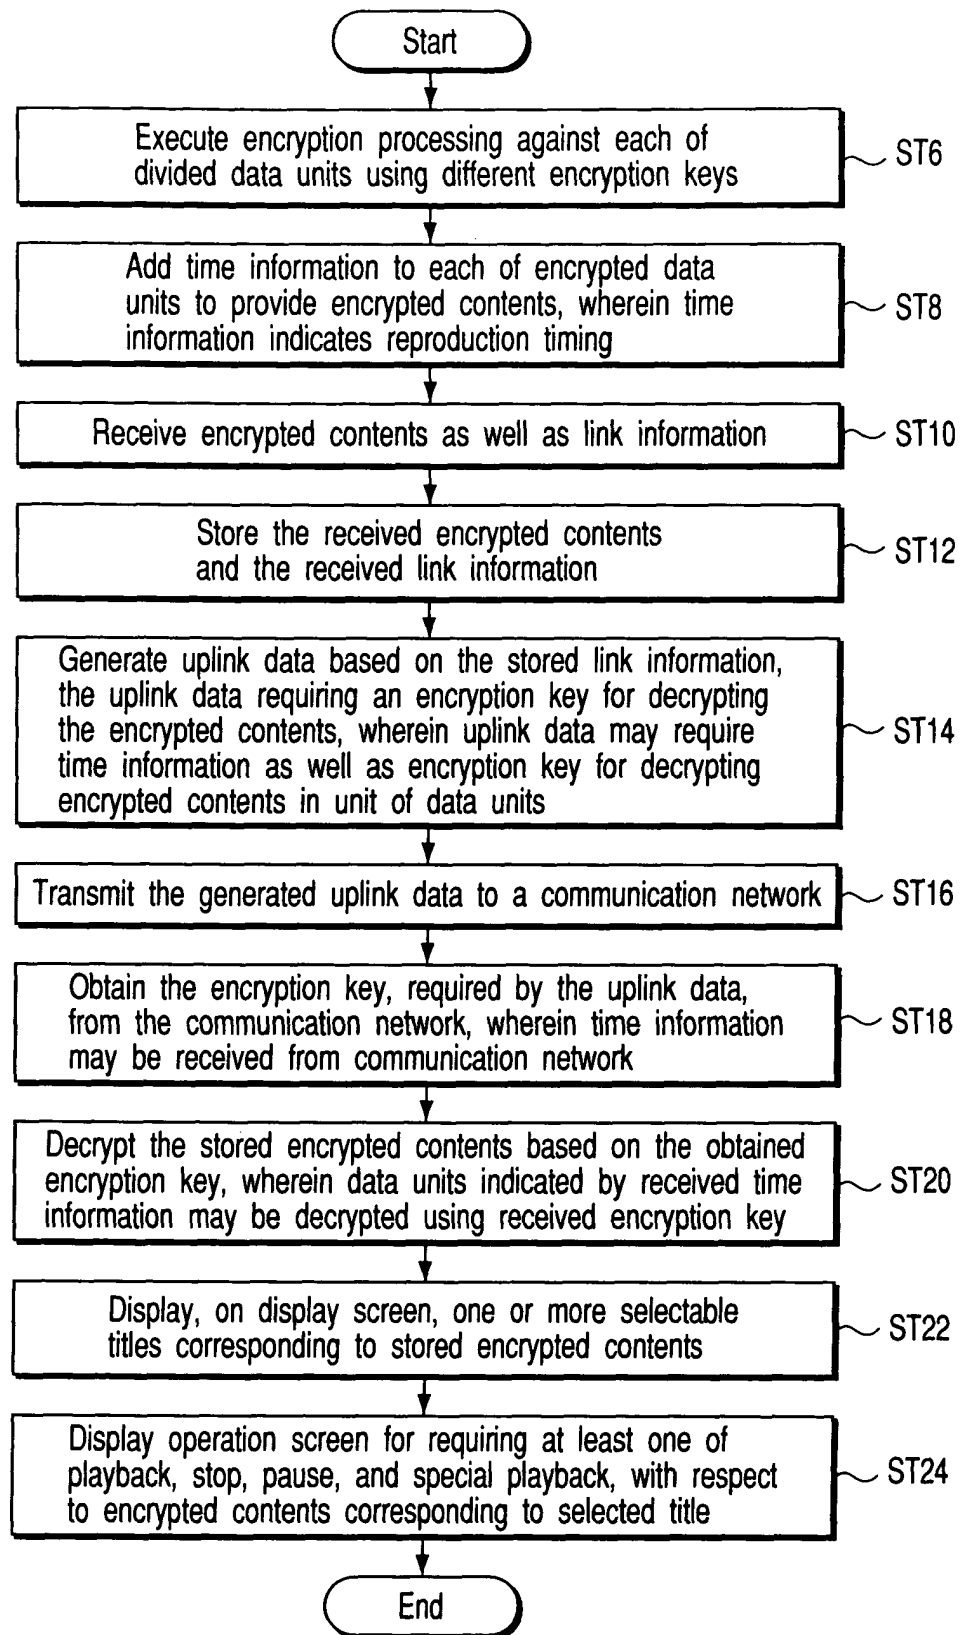 Start
Execute encryption processing against each of
divided data units using different encryption keys
ST6
Add time information to each of encrypted data
units to provide encrypted contents, wherein time
information indicates reproduction timing
ST8
Receive encrypted contents as well as link information
ST10
Store the received encrypted contents
and the received link information
ST12
Generate uplink data based on the stored link information,
the uplink data requiring an encryption key for decrypting
the encrypted contents, wherein uplink data may require
time information as well as encryption key for decrypting
encrypted contents in unit of data units
ST14
Transmit the generated uplink data to a communication network
ST16
Obtain the encryption key, required by the uplink data,
from the communication network, wherein time information
may be received from communication network
ST18
Decrypt the stored encrypted contents based on the obtained
encryption key, wherein data units indicated by received time
information may be decrypted using received encryption key
ST20
Display, on display screen, one or more selectable
titles corresponding to stored encrypted contents
ST22
Display operation screen for requiring at least one of
playback, stop, pause, and special playback, with respect
to encrypted contents corresponding to selected title
ST24
End